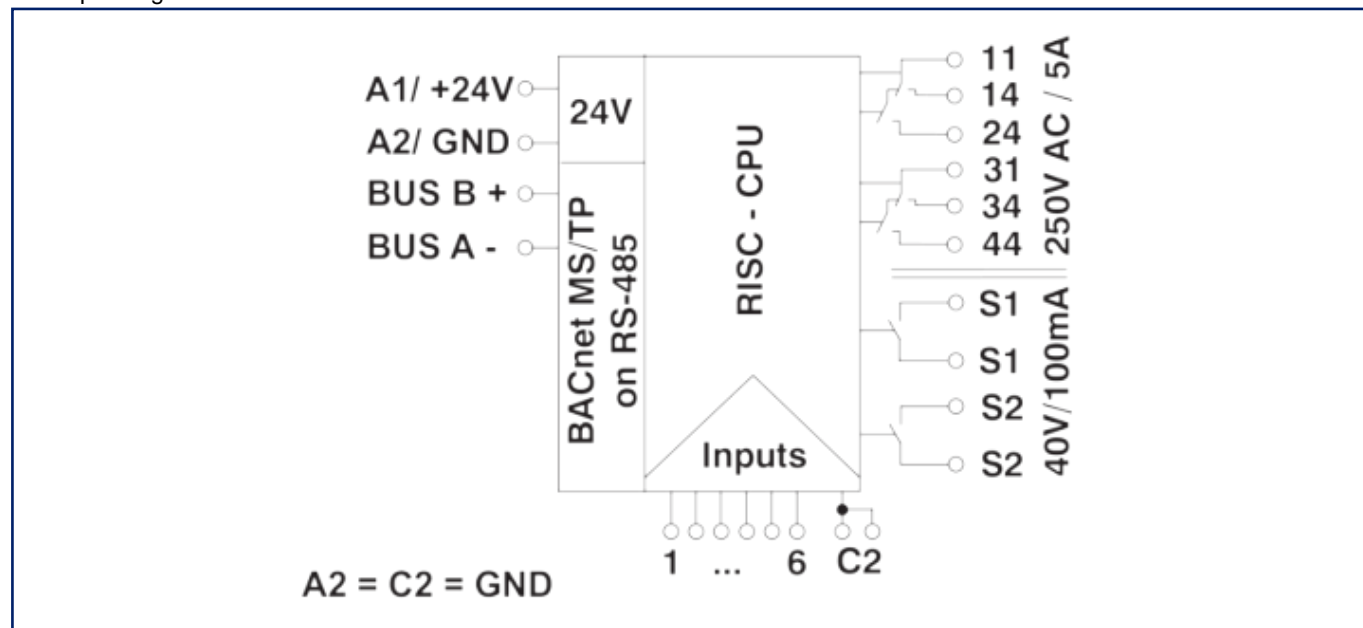 A1/ +24V
A2/ GND
BUS B +
BUS A -
24V
BACnet MS/TP
on RS-485
RISC - CPU
Inputs
11
14
24
31
34
44
250V AC / 5A
S1
S1
S2
S2
40V/100mA
1 ... 6 C2
A2 = C2 = GND